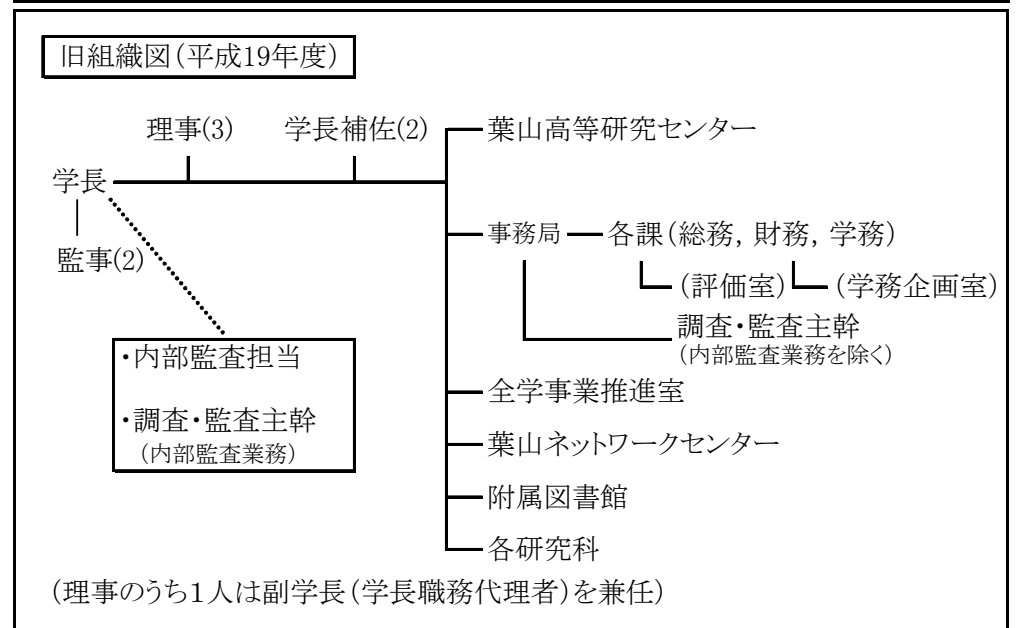 旧組織図(平成19年度)
理事(3) 学長補佐(2) 葉山高等研究センター
学長
事務局 各課(総務, 財務, 学務)
監事(2)
(評価室) (学務企画室)
調査・監査主幹
(内部監査業務を除く)
・内部監査担当
全学事業推進室
・調査・監査主幹
(内部監査業務)
葉山ネットワークセンター
附属図書館
各研究科
(理事のうち1人は副学長(学長職務代理者)を兼任)